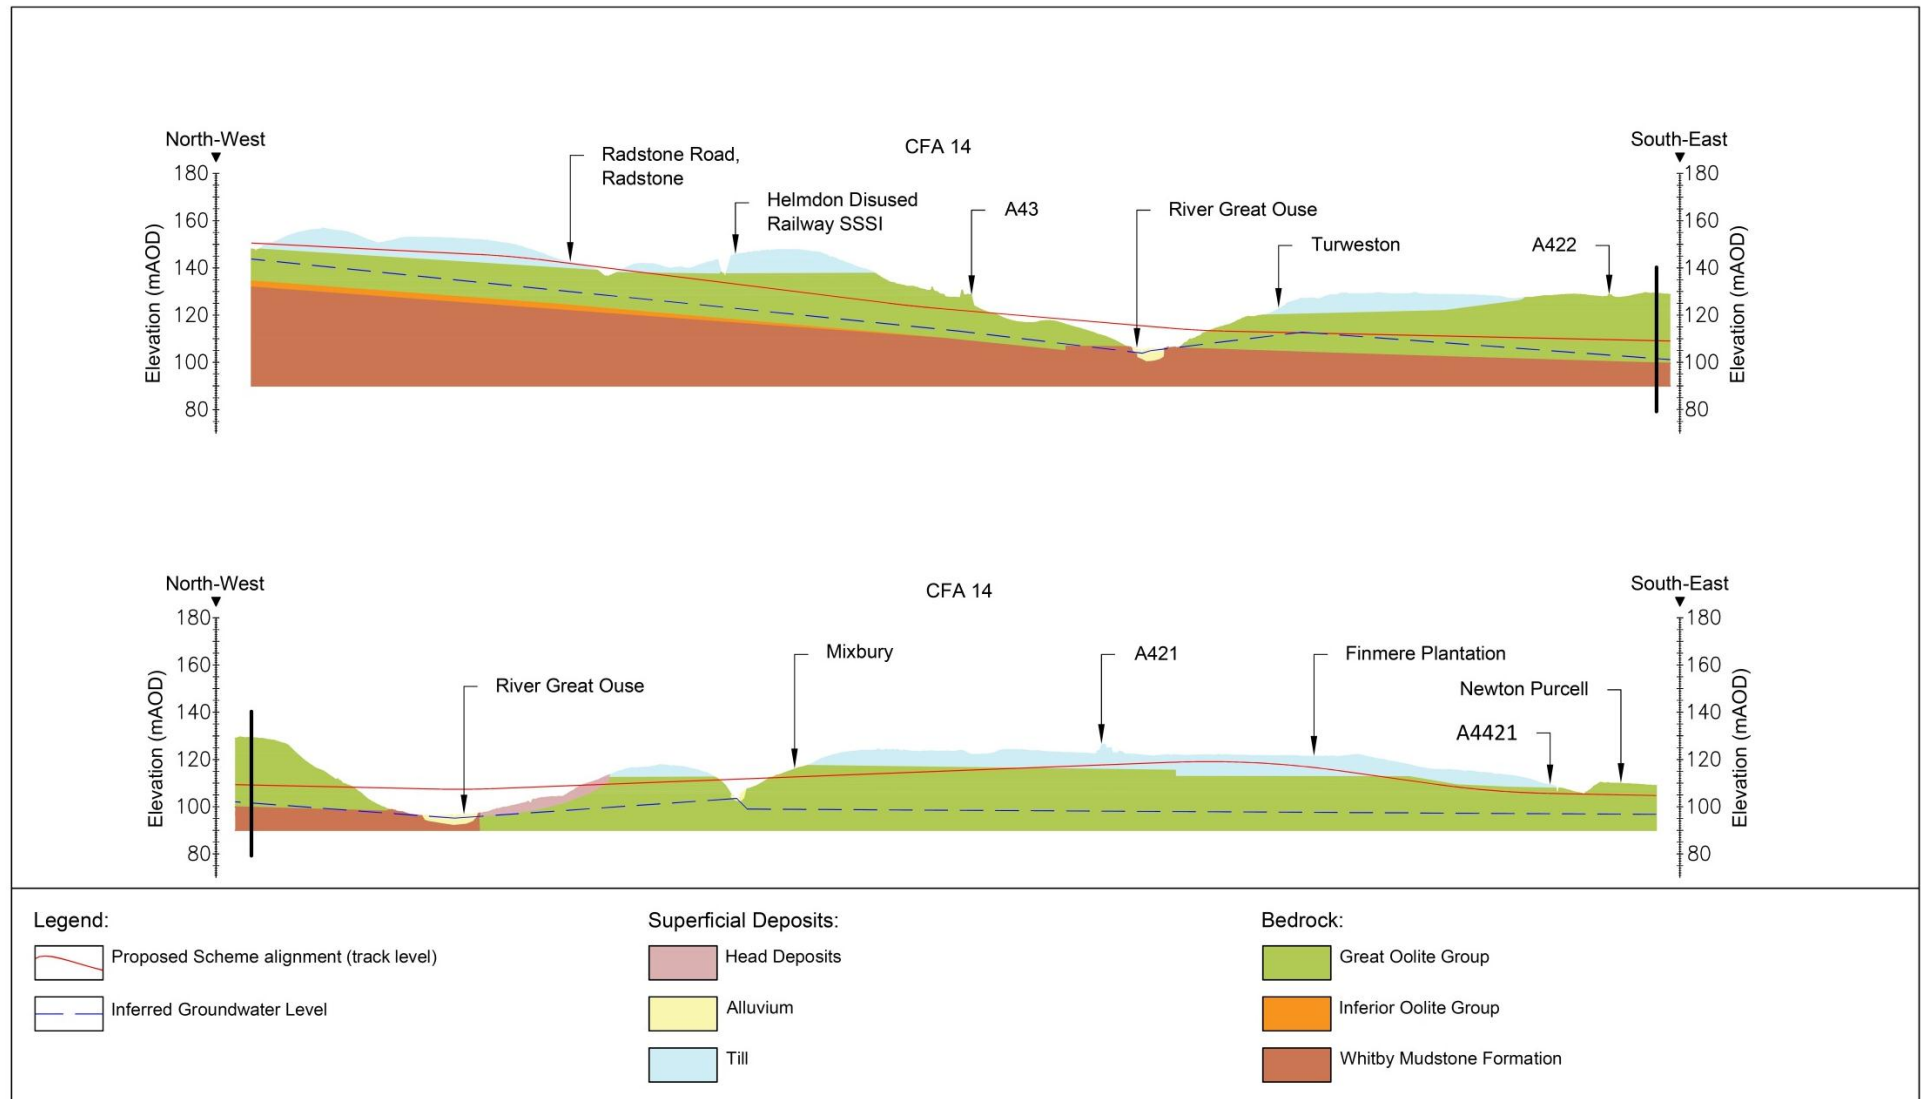 North-West
CFA 14
South-East
Radstone Road,
Radstone
Helmdon Disused
Railway SSSI
A43
River Great Ouse
Turweston
A422
Elevation (mAOD)
180
160
140
120
100
80
180
160
140
120
100
80
Elevation (mAOD)
North-West
CFA 14
South-East
River Great Ouse
Mixbury
A421
Finmere Plantation
Newton Purcell
A4421
Elevation (mAOD)
180
160
140
120
100
80
180
160
140
120
100
80
Elevation (mAOD)
Legend:
Proposed Scheme alignment (track level)
Inferred Groundwater Level
Superficial Deposits:
Head Deposits
Alluvium
Till
Bedrock:
Great Oolite Group
Inferior Oolite Group
Whitby Mudstone Formation